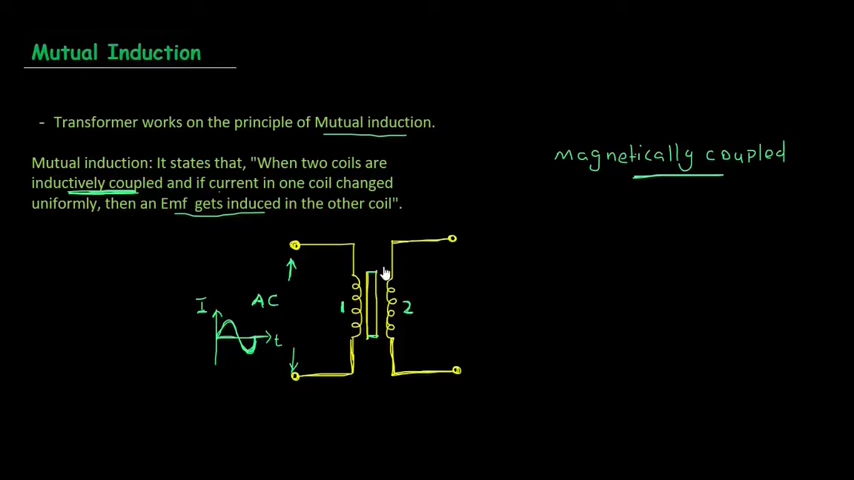 Mutual Induction
- Transformer works on the principle of Mutual induction.
magnetically coupled
Mutual induction: It states that, "When two coils are
inductively coupled and if current in one coil changed
uniformly, then an Emf gets induced in the other coil".
AC
I
1
2
t